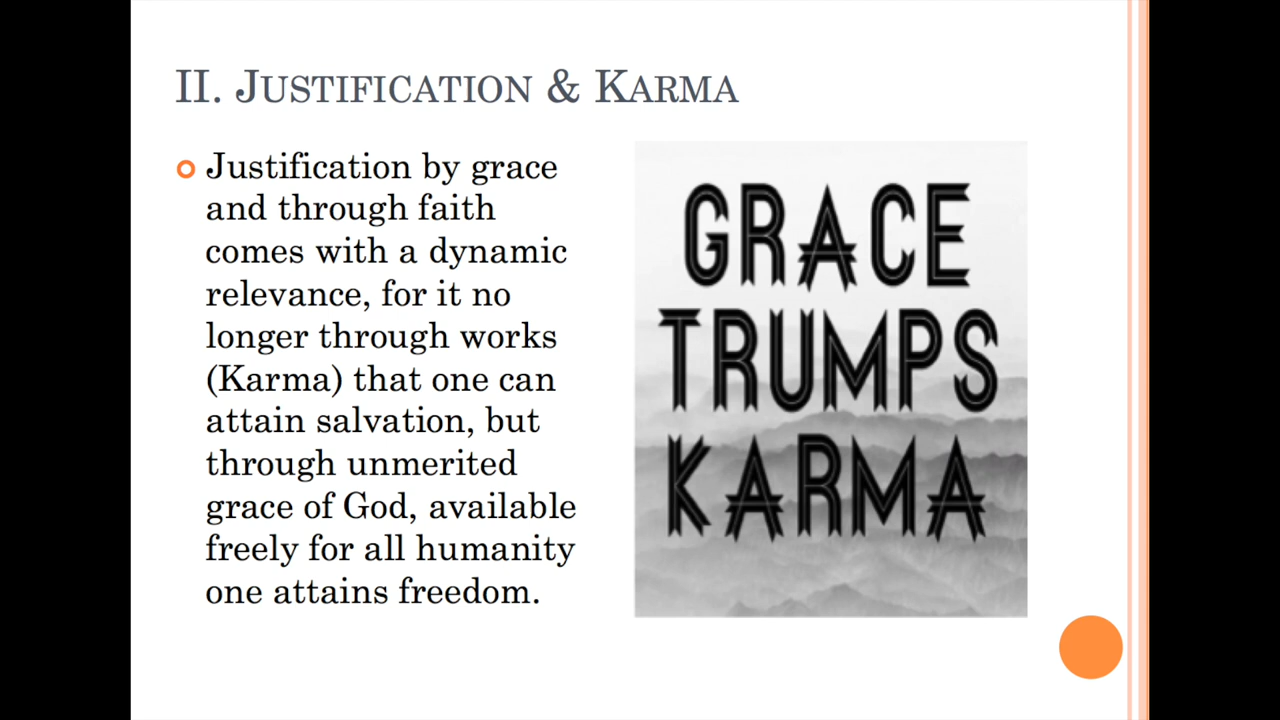 II. JUSTIFICATION & KARMA
Justification by grace
and through faith
comes with a dynamic
relevance, for it no
longer through works
(Karma) that one can
attain salvation, but
through unmerited
grace of God, available
freely for all humanity
one attains freedom.
GRACE
TRUMPS
KARMA